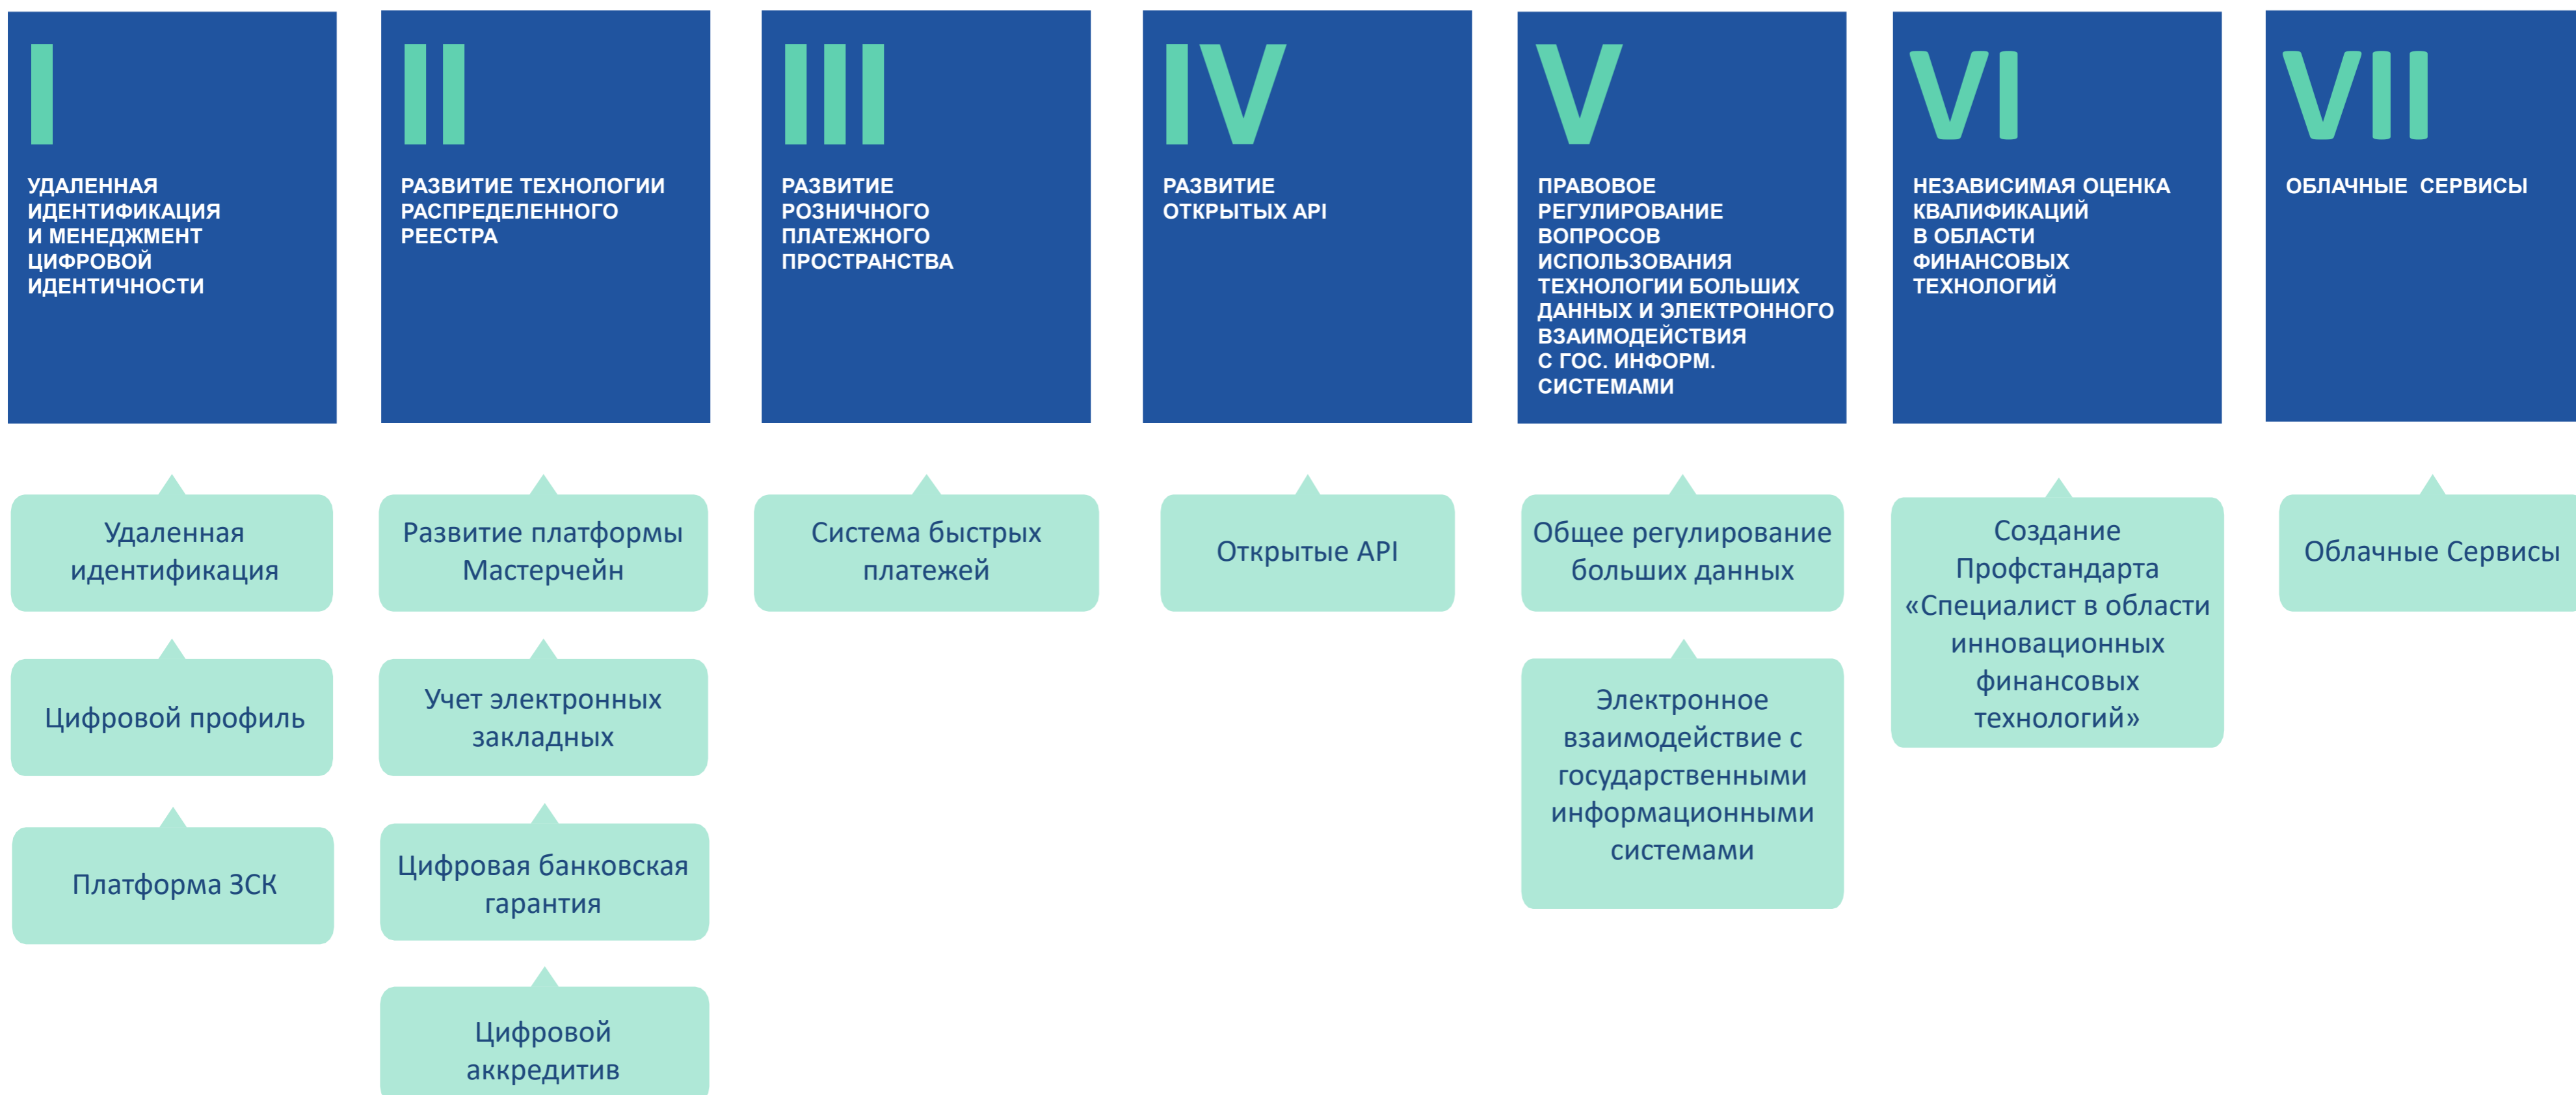 I
УДАЛЕННАЯ
ИДЕНТИФИКАЦИЯ
И МЕНЕДЖМЕНТ
ЦИФРОВОЙ
ИДЕНТИЧНОСТИ
Удаленная
идентификация
Цифровой профиль
Платформа ЗСК
II
РАЗВИТИЕ ТЕХНОЛОГИИ
РАСПРЕДЕЛЕННОГО
РЕЕСТРА
Развитие платформы
Мастерчейн
Учет электронных
закладных
Цифровая банковская
гарантия
Цифровой
аккредитив
III
РАЗВИТИЕ
РОЗНИЧНОГО
ПЛАТЕЖНОГО
ПРОСТРАНСТВА
Система быстрых
платежей
IV
РАЗВИТИЕ
ОТКРЫТЫХ API
Открытые API
V
ПРАВОВОЕ
РЕГУЛИРОВАНИЕ
ВОПРОСОВ
ИСПОЛЬЗОВАНИЯ
ТЕХНОЛОГИИ БОЛЬШИХ
ДАННЫХ И ЭЛЕКТРОННОГО
ВЗАИМОДЕЙСТВИЯ
С ГОС. ИНФОРМ.
СИСТЕМАМИ
Общее регулирование
больших данных
Электронное
взаимодействие с
государственными
информационными
системами
VI
НЕЗАВИСИМАЯ ОЦЕНКА
КВАЛИФИКАЦИЙ
В ОБЛАСТИ
ФИНАНСОВЫХ
ТЕХНОЛОГИЙ
Создание
Профстандарта
«Специалист в области
инновационных
финансовых
технологий»
VII
ОБЛАЧНЫЕ СЕРВИСЫ
Облачные Сервисы